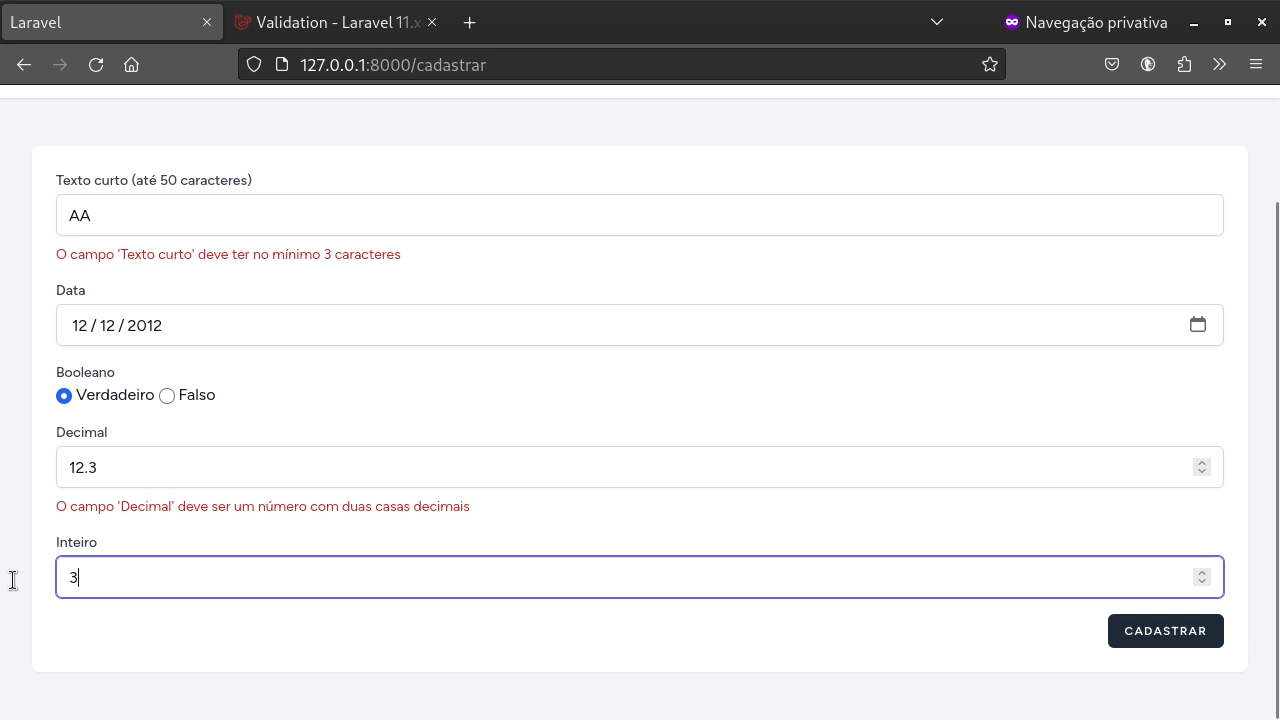 Laravel
Validation - Laravel 11.x
Navegação privativa
127.0.0.1:8000/cadastrar
Texto curto (até 50 caracteres)
AA
O campo 'Texto curto' deve ter no mínimo 3 caracteres
Data
12 / 12 / 2012
Booleano
Verdadeiro Falso
Decimal
12.3
O campo 'Decimal' deve ser um número com duas casas decimais
Inteiro
3
CADASTRAR